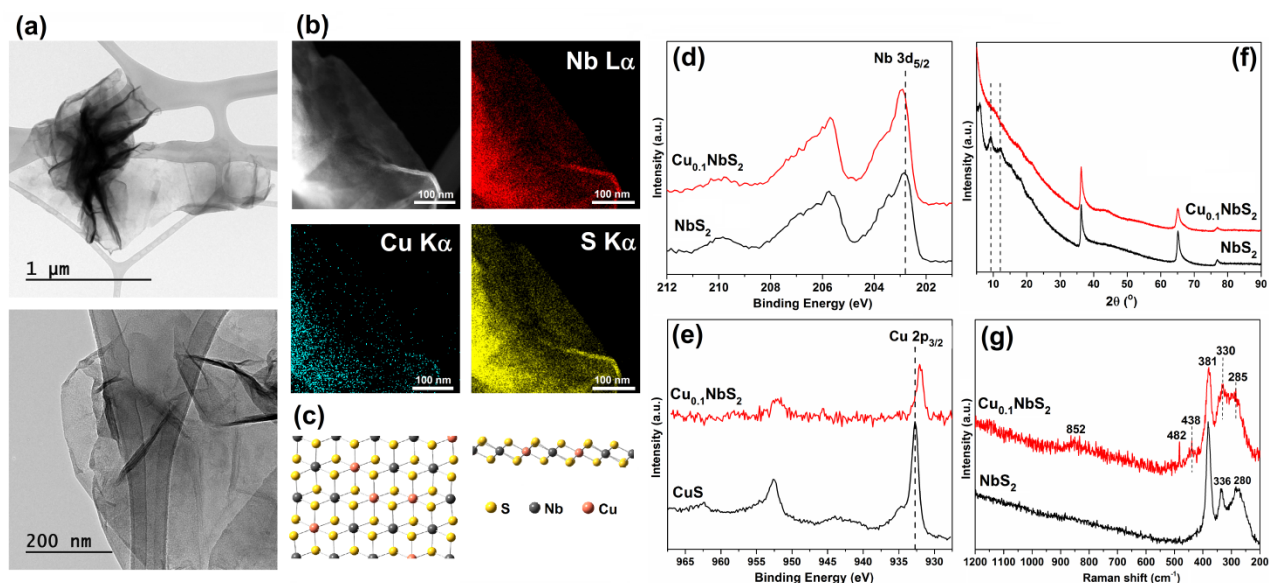 (a)
1 µm
200 nm
(b)
100 nm
Nb Lα
100 nm
Cu Kα
100 nm
S Kα
100 nm
(c)
S
Nb
Cu
(d)
Nb 3d5/2
Cu0.1NbS2
NbS2
Intensity (a.u.)
212 210 208 206 204 202
Binding Energy (eV)
(e)
Cu 2p3/2
Cu0.1NbS2
CuS
Intensity (a.u.)
965 960 955 950 945 940 935 930
Binding Energy (eV)
(f)
Cu0.1NbS2
NbS2
Intensity (a.u.)
10 20 30 40 50 60 70 80 90
2θ (°)
(g)
381
330
285
Cu0.1NbS2
438
852
482
NbS2
336
280
Intensity (a.u.)
1200 1100 1000 900 800 700 600 500 400 300 200
Raman shift (cm-1)